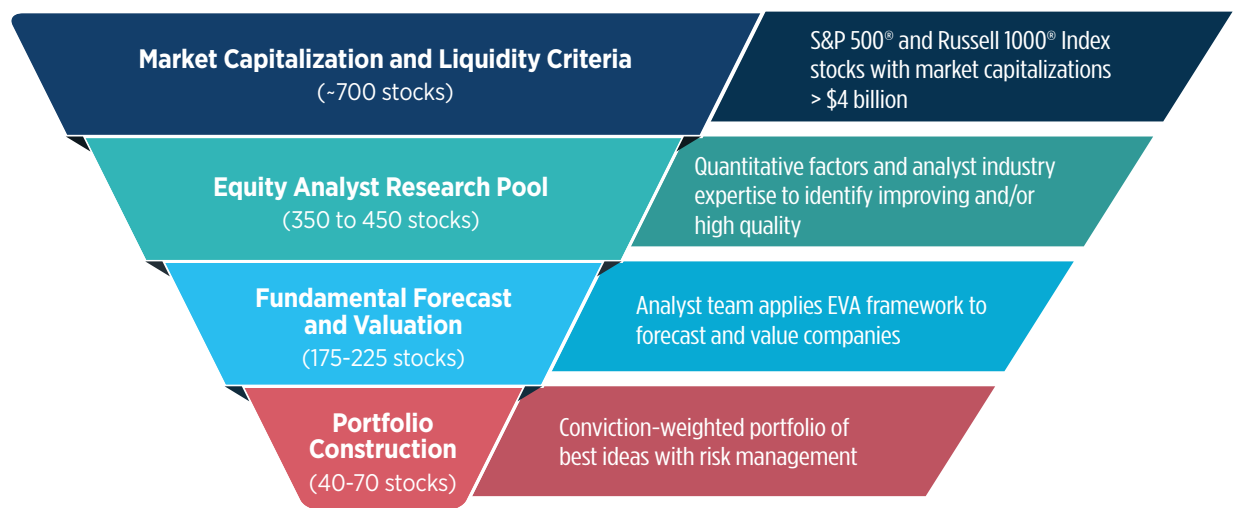 Market Capitalization and Liquidity Criteria
(~700 stocks)
S&P 500® and Russell 1000® Index
stocks with market capitalizations
> $4 billion
Equity Analyst Research Pool
(350 to 450 stocks)
Quantitative factors and analyst industry
expertise to identify improving and/or
high quality
Fundamental Forecast
and Valuation
(175-225 stocks)
Analyst team applies EVA framework to
forecast and value companies
Portfolio
Construction
(40-70 stocks)
Conviction-weighted portfolio of
best ideas with risk management